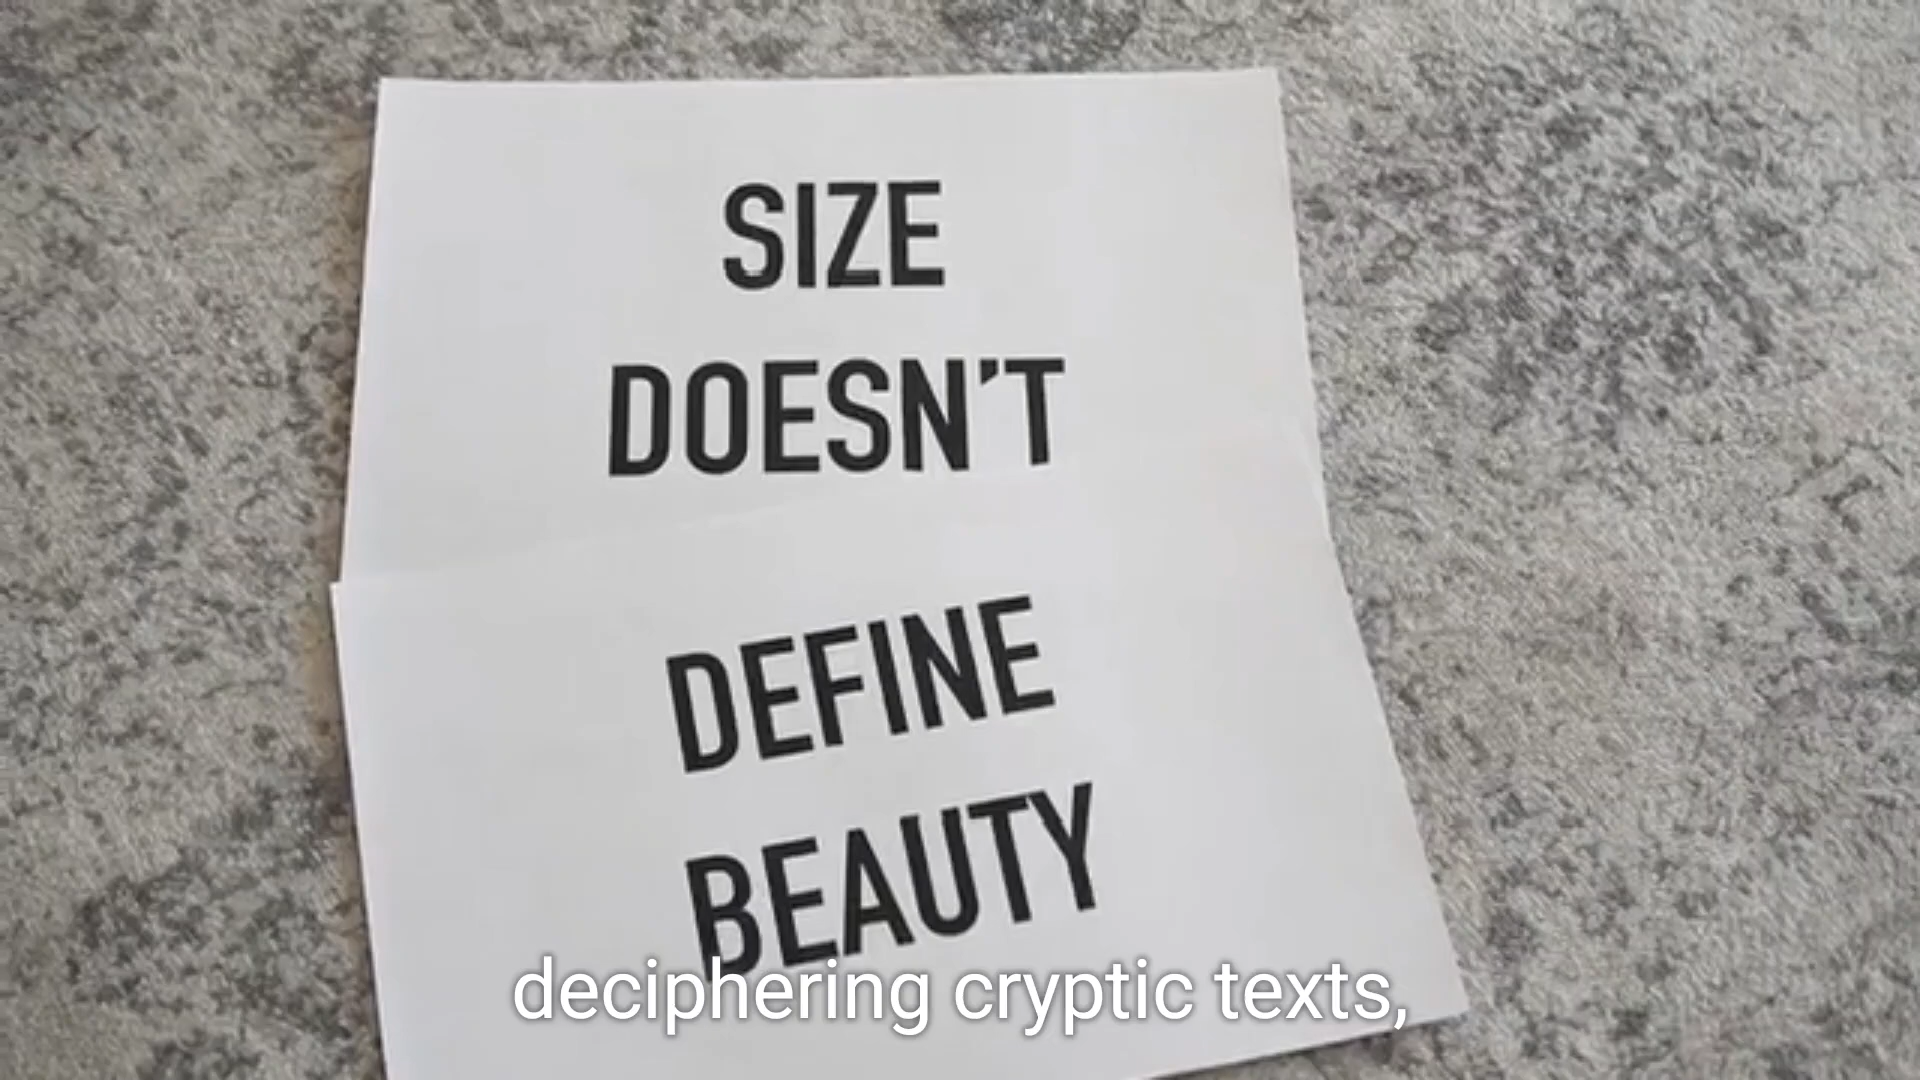 SIZE
DOESN'T
DEFINE
BEAUTY
deciphering cryptic texts,